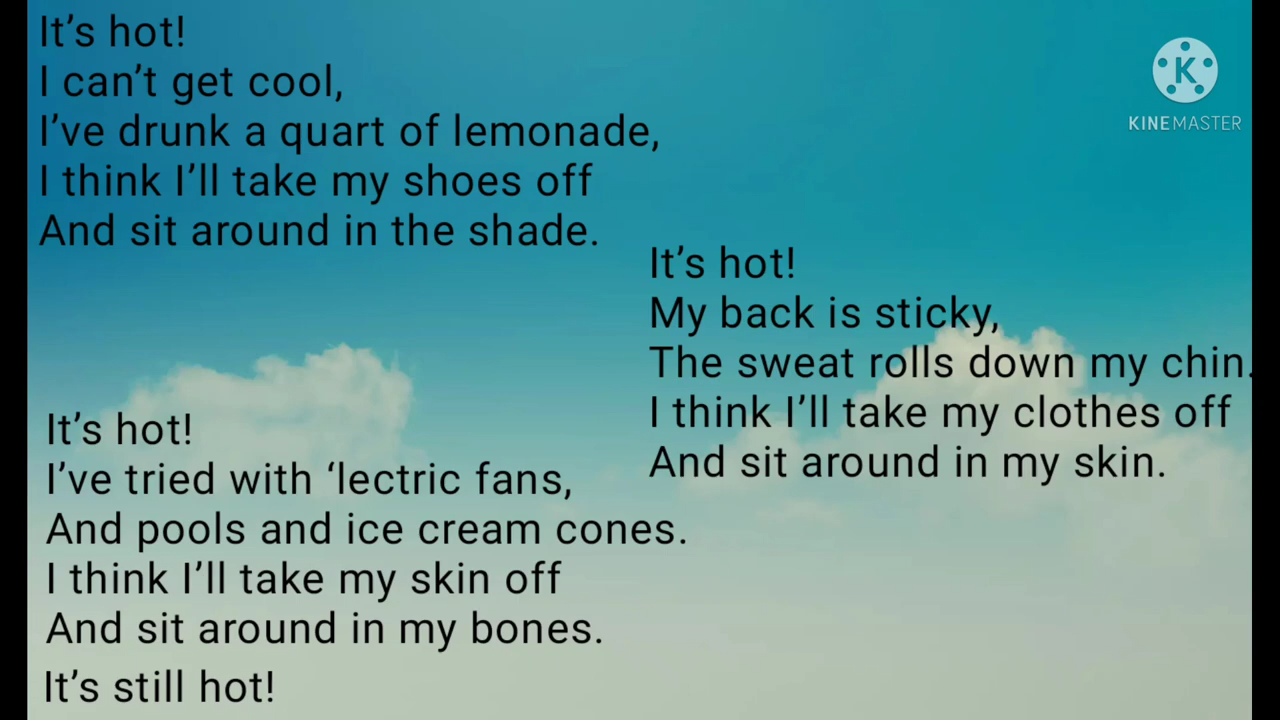 It’s hot!
I can’t get cool,
I’ve drunk a quart of lemonade,
I think I’ll take my shoes off
And sit around in the shade.
It’s hot!
My back is sticky,
The sweat rolls down my chin.
I think I’ll take my clothes off
And sit around in my skin.
It’s hot!
I’ve tried with ‘lectric fans,
And pools and ice cream cones.
I think I’ll take my skin off
And sit around in my bones.
It’s still hot!
K
KINEMASTER